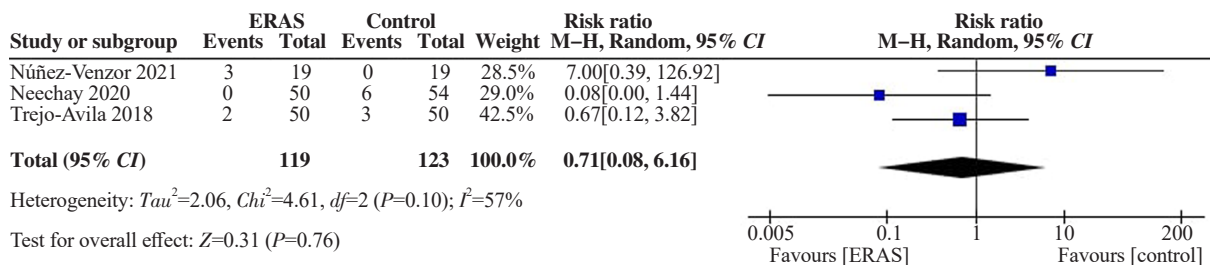 ERAS Control Risk ratio Risk ratio
Study or subgroup Events Total Events Total Weight M−H, Random, 95% CI M−H, Random, 95% CI
Núñez-Venzor 2021 3 19 0 19 28.5% 7.00[0.39, 126.92]
Neechay 2020 0 50 6 54 29.0% 0.08[0.00, 1.44]
Trejo-Avila 2018 2 50 3 50 42.5% 0.67[0.12, 3.82]
Total (95% CI) 119 123 100.0% 0.71[0.08, 6.16]
Heterogeneity: Tau²=2.06, Chi²=4.61, df=2 (P=0.10); I²=57%
Test for overall effect: Z=0.31 (P=0.76)
0.005 0.1 1 10 200
Favours [ERAS] Favours [control]